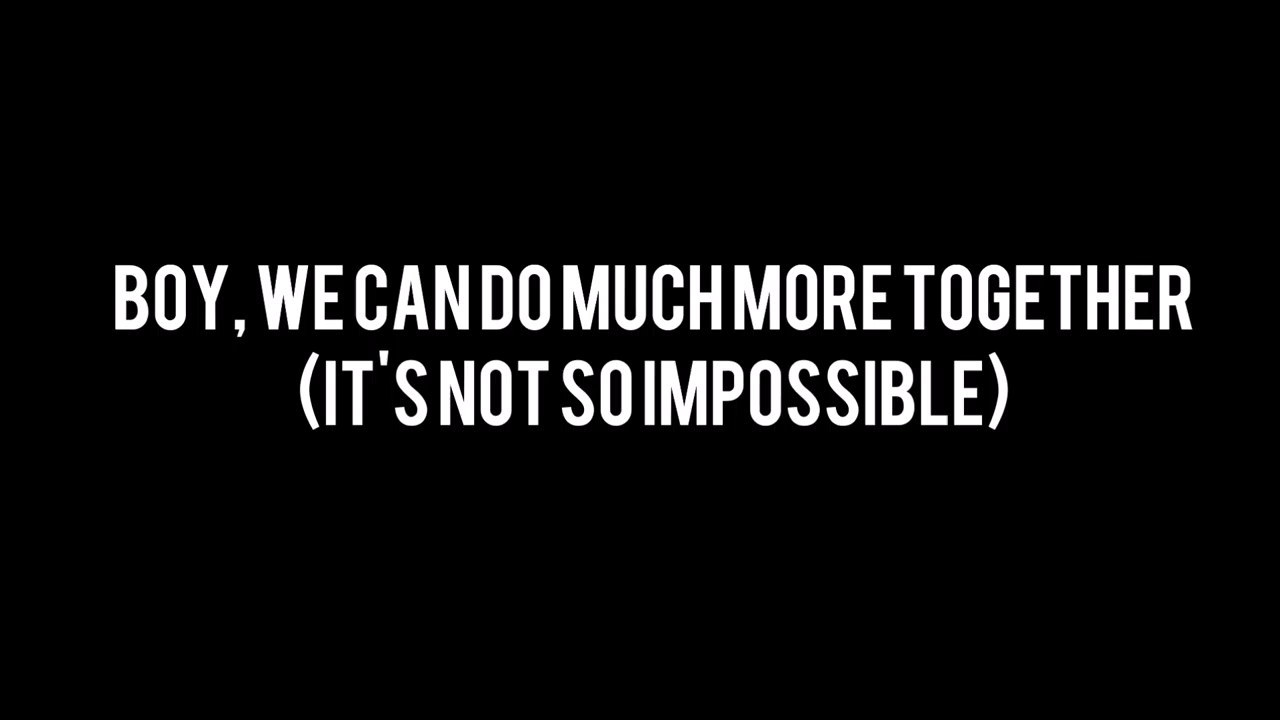 BOY, WE CAN DO MUCH MORE TOGETHER
(IT'S NOT SO IMPOSSIBLE)